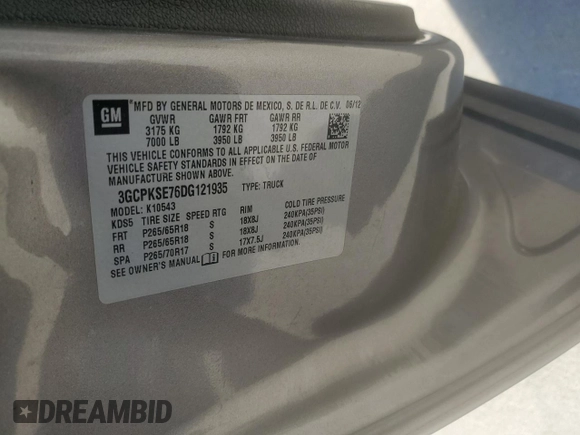 GM
MFD BY GENERAL MOTORS DE MEXICO, S. DE R.L. DE C.V. 06/12
GVWR GAWR FRT GAWR RR
3175 KG 1792 KG 1792 KG
7000 LB 3950 LB 3950 LB
THIS VEHICLE CONFORMS TO ALL APPLICABLE U.S. FEDERAL MOTOR
VEHICLE SAFETY STANDARDS IN EFFECT ON THE DATE OF
MANUFACTURE SHOWN ABOVE.
3GCPKSE76DG121935 TYPE: TRUCK
MODEL: K10543
KDS5 TIRE SIZE SPEED RTG RIM COLD TIRE PRESSURE
FRT P265/65R18 S 18X8J 240KPA(35PSI)
RR P265/65R18 S 18X8J 240KPA(35PSI)
SPA P265/70R17 S 17X7.5J 240KPA(35PSI)
SEE OWNER'S MANUAL FOR MORE INFORMATION.
DREAMBID